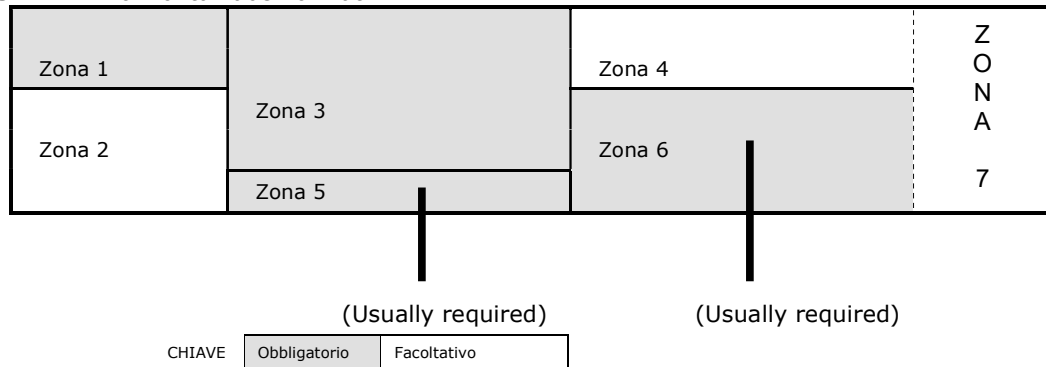 Zona 1
Zona 2
Zona 3
Zona 5
Zona 4
Zona 6
ZONA 7
(Usually required)
(Usually required)
CHIAVE
Obbligatorio
Facoltativo